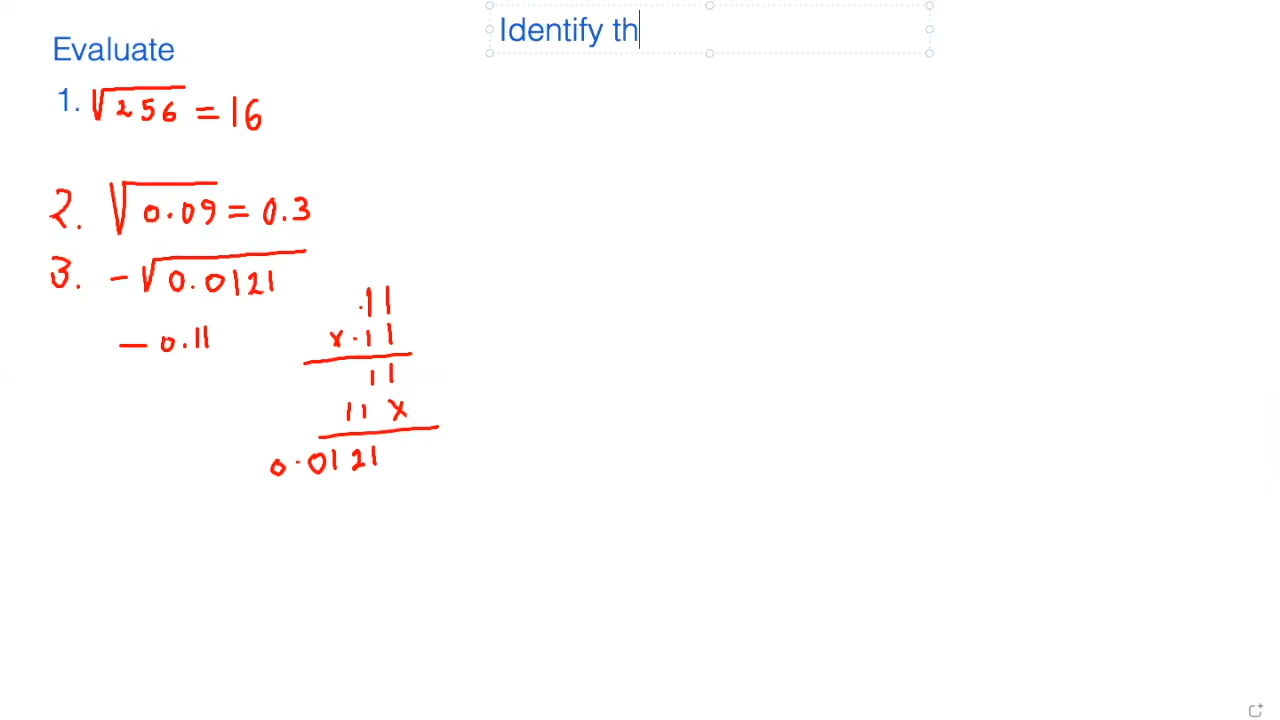 Evaluate
1. √256 = 16
2. √0.09 = 0.3
3. -√0.0121
- 0.11
.11
x .11
11
11 x
0.0121
Identify th